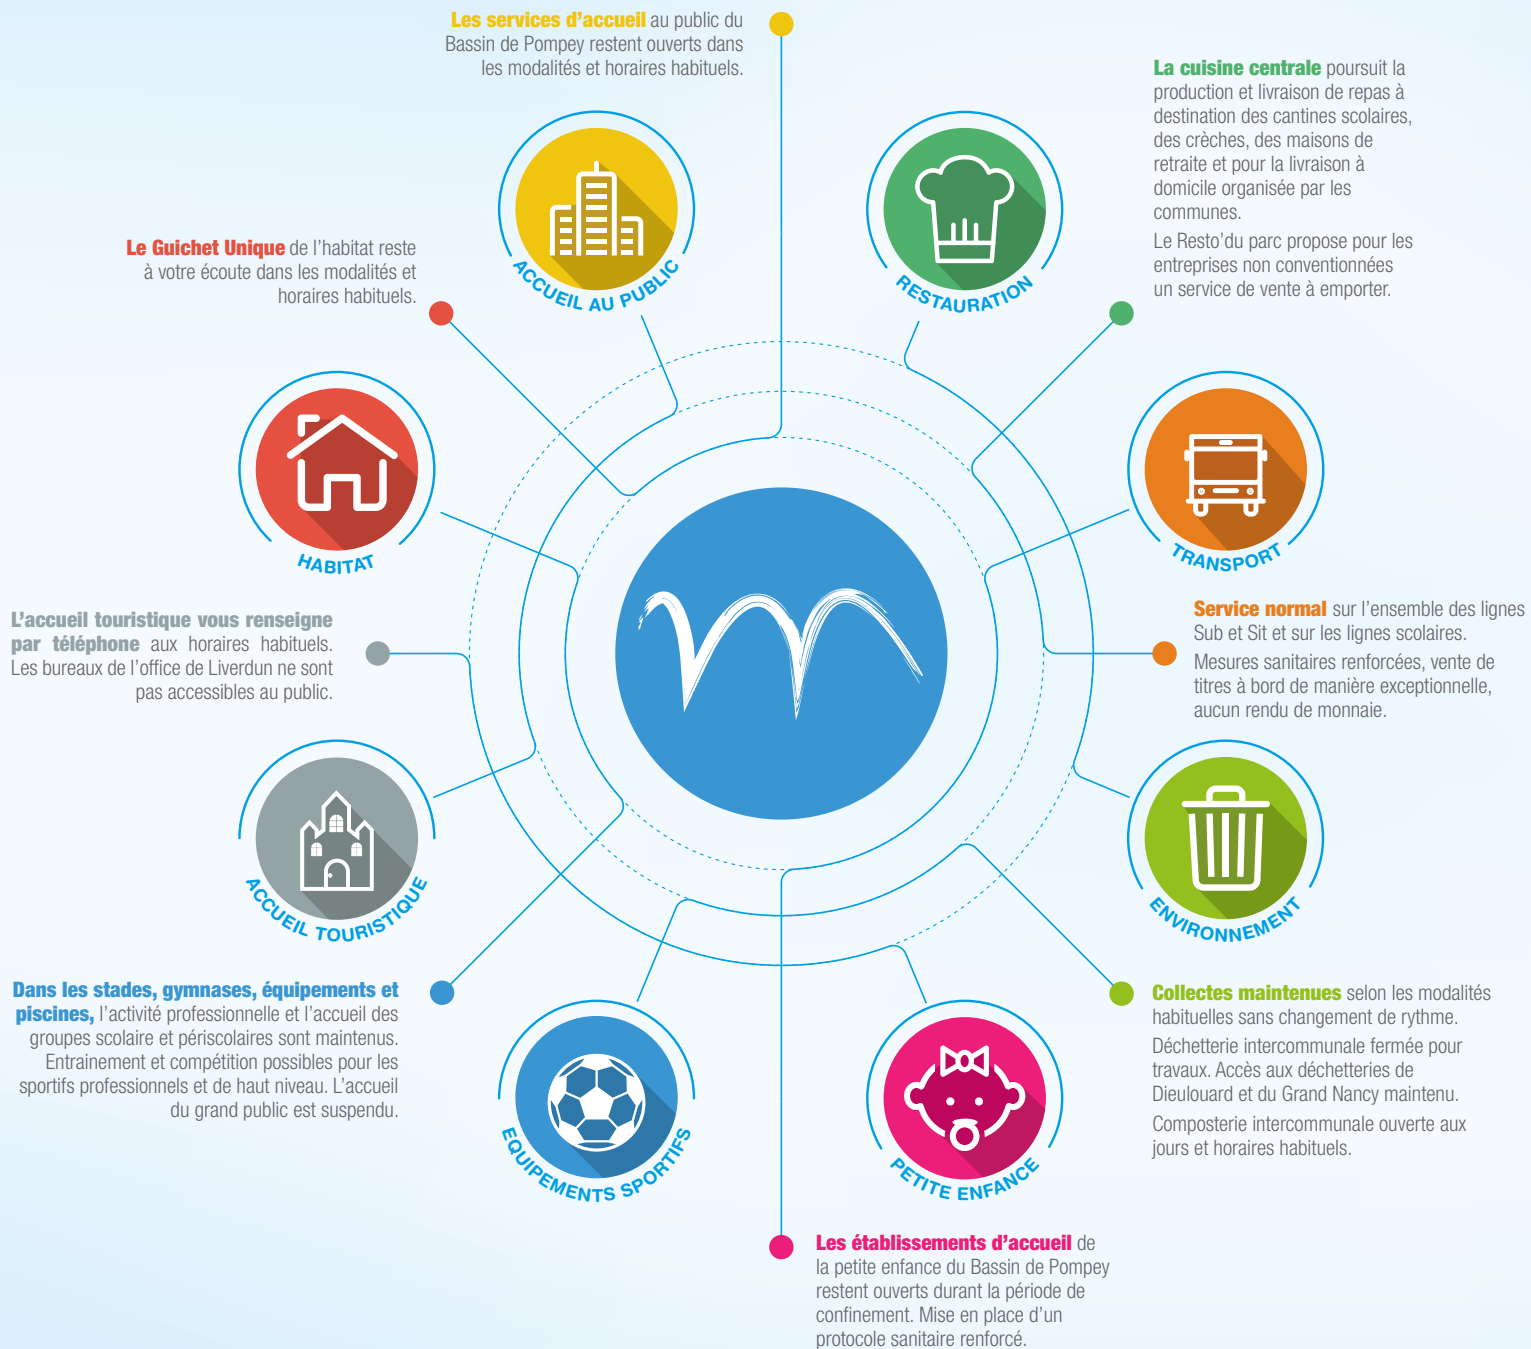 Les services d'accueil au public du
Bassin de Pompey restent ouverts dans
les modalités et horaires habituels.
ACCUEIL AU PUBLIC
La cuisine centrale poursuit la
production et livraison de repas à
destination des cantines scolaires,
des crèches, des maisons de
retraite et pour la livraison à
domicile organisée par les
communes.
Le Resto'du parc propose pour les
entreprises non conventionnées
un service de vente à emporter.
RESTAURATION
Le Guichet Unique de l'habitat reste
à votre écoute dans les modalités et
horaires habituels.
HABITAT
TRANSPORT
Service normal sur l'ensemble des lignes
Sub et Sit et sur les lignes scolaires.
Mesures sanitaires renforcées, vente de
titres à bord de manière exceptionnelle,
aucun rendu de monnaie.
L'accueil touristique vous renseigne
par téléphone aux horaires habituels.
Les bureaux de l'office de Liverdun ne sont
pas accessibles au public.
ACCUEIL TOURISTIQUE
ENVIRONNEMENT
Collectes maintenues selon les modalités
habituelles sans changement de rythme.
Déchetterie intercommunale fermée pour
travaux. Accès aux déchetteries de
Dieulouard et du Grand Nancy maintenu.
Composterie intercommunale ouverte aux
jours et horaires habituels.
Dans les stades, gymnases, équipements et
piscines, l'activité professionnelle et l'accueil des
groupes scolaire et périscolaires sont maintenus.
Entrainement et compétition possibles pour les
sportifs professionnels et de haut niveau. L'accueil
du grand public est suspendu.
EQUIPEMENTS SPORTIFS
PETITE ENFANCE
Les établissements d'accueil de
la petite enfance du Bassin de Pompey
restent ouverts durant la période de
confinement. Mise en place d'un
protocole sanitaire renforcé.